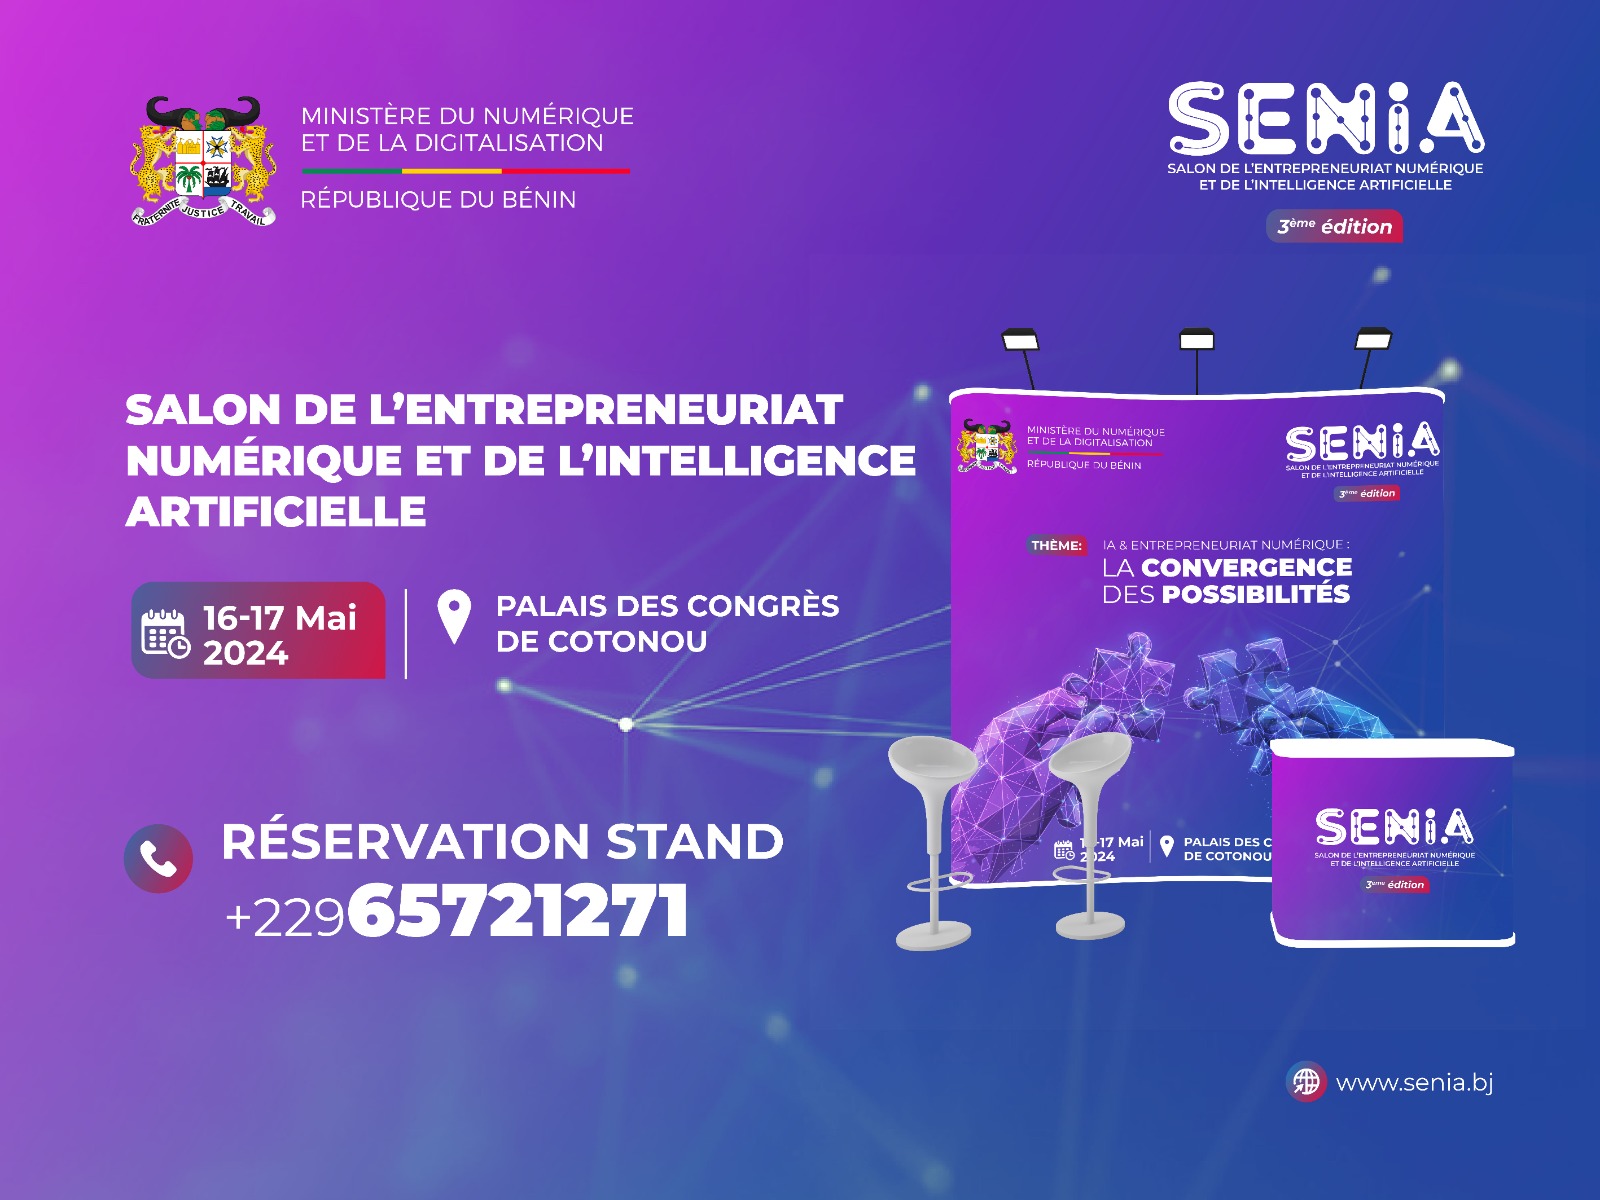 MINISTÈRE DU NUMÉRIQUE
ET DE LA DIGITALISATION
RÉPUBLIQUE DU BÉNIN
FRATERNITE JUSTICE TRAVAIL
SENiA
SALON DE L'ENTREPRENEURIAT NUMÉRIQUE
ET DE L'INTELLIGENCE ARTIFICIELLE
3ème édition
SALON DE L'ENTREPRENEURIAT
NUMÉRIQUE ET DE L'INTELLIGENCE
ARTIFICIELLE
16-17 Mai
2024
PALAIS DES CONGRÈS
DE COTONOU
RÉSERVATION STAND
+22965721271
MINISTÈRE DU NUMÉRIQUE
ET DE LA DIGITALISATION
RÉPUBLIQUE DU BÉNIN
SENiA
SALON DE L'ENTREPRENEURIAT NUMÉRIQUE
ET DE L'INTELLIGENCE ARTIFICIELLE
3ème édition
THÈME:
IA & ENTREPRENEURIAT NUMÉRIQUE :
LA CONVERGENCE
DES POSSIBILITÉS
-17 Mai
2024
PALAIS DES C
DE COTONOU
SENiA
SALON DE L'ENTREPRENEURIAT NUMÉRIQUE
ET DE L'INTELLIGENCE ARTIFICIELLE
3ème édition
www.senia.bj